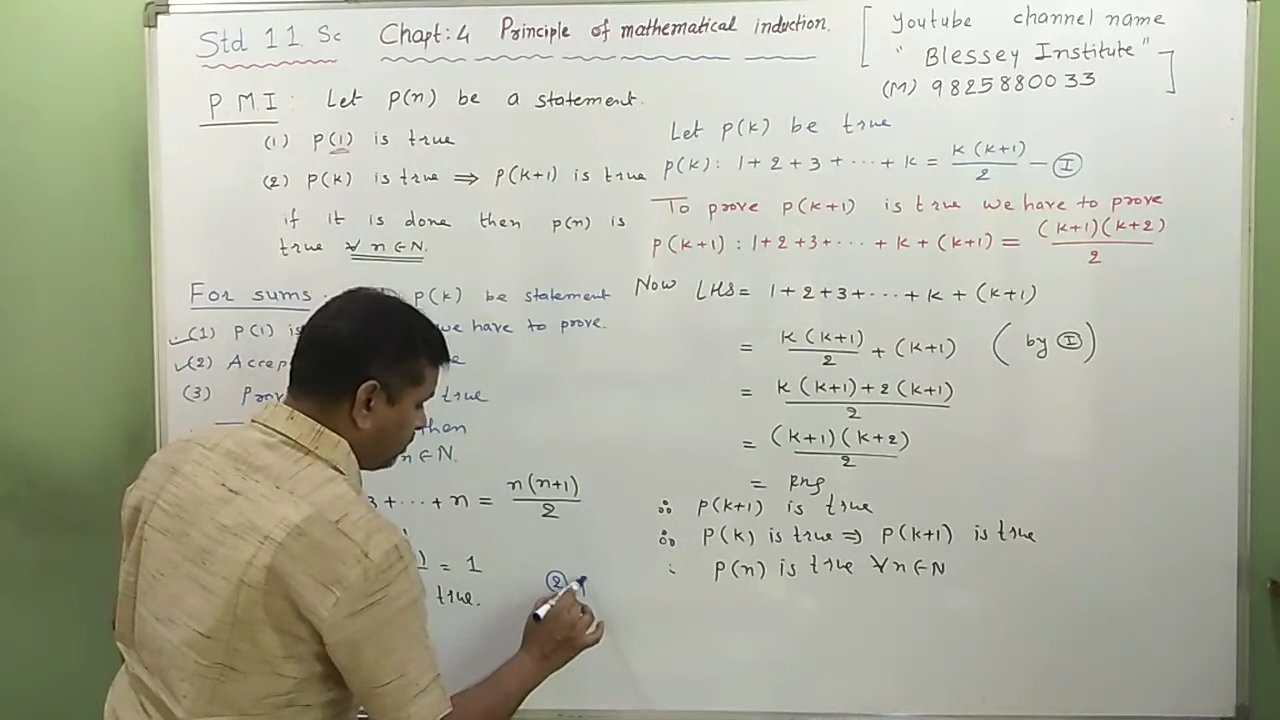 Std 11 Sc Chapt: 4 Principle of mathematical induction.
[ youtube channel name
"Blessey Institute"
(M) 9825880033 ]
P M I : Let P(n) be a statement.
(1) P(1) is true
(2) P(k) is true ⇒ P(k+1) is true
if it is done then p(n) is
true ∀ n ∈ N.
For sums : P(k) be statement
(1) P(1) is we have to prove.
(2) Accep
(3) Prov true
then
n ∈ N.
3 + ... + n = n(n+1)/2
) = 1
true.
②
Let P(k) be true
P(k) : 1+2+3+ ... + k = k(k+1)/2 — Ⓘ
To prove P(k+1) is true we have to prove
P(k+1) : 1+2+3+ ... + k + (k+1) = (k+1)(k+2)/2
Now LHS = 1+2+3+ ... + k + (k+1)
= k(k+1)/2 + (k+1) (by Ⓘ)
= k(k+1)+2(k+1)/2
= (k+1)(k+2)/2
= RHS
∴ P(k+1) is true
∴ P(k) is true ⇒ P(k+1) is true
∴ P(n) is true ∀ n ∈ N